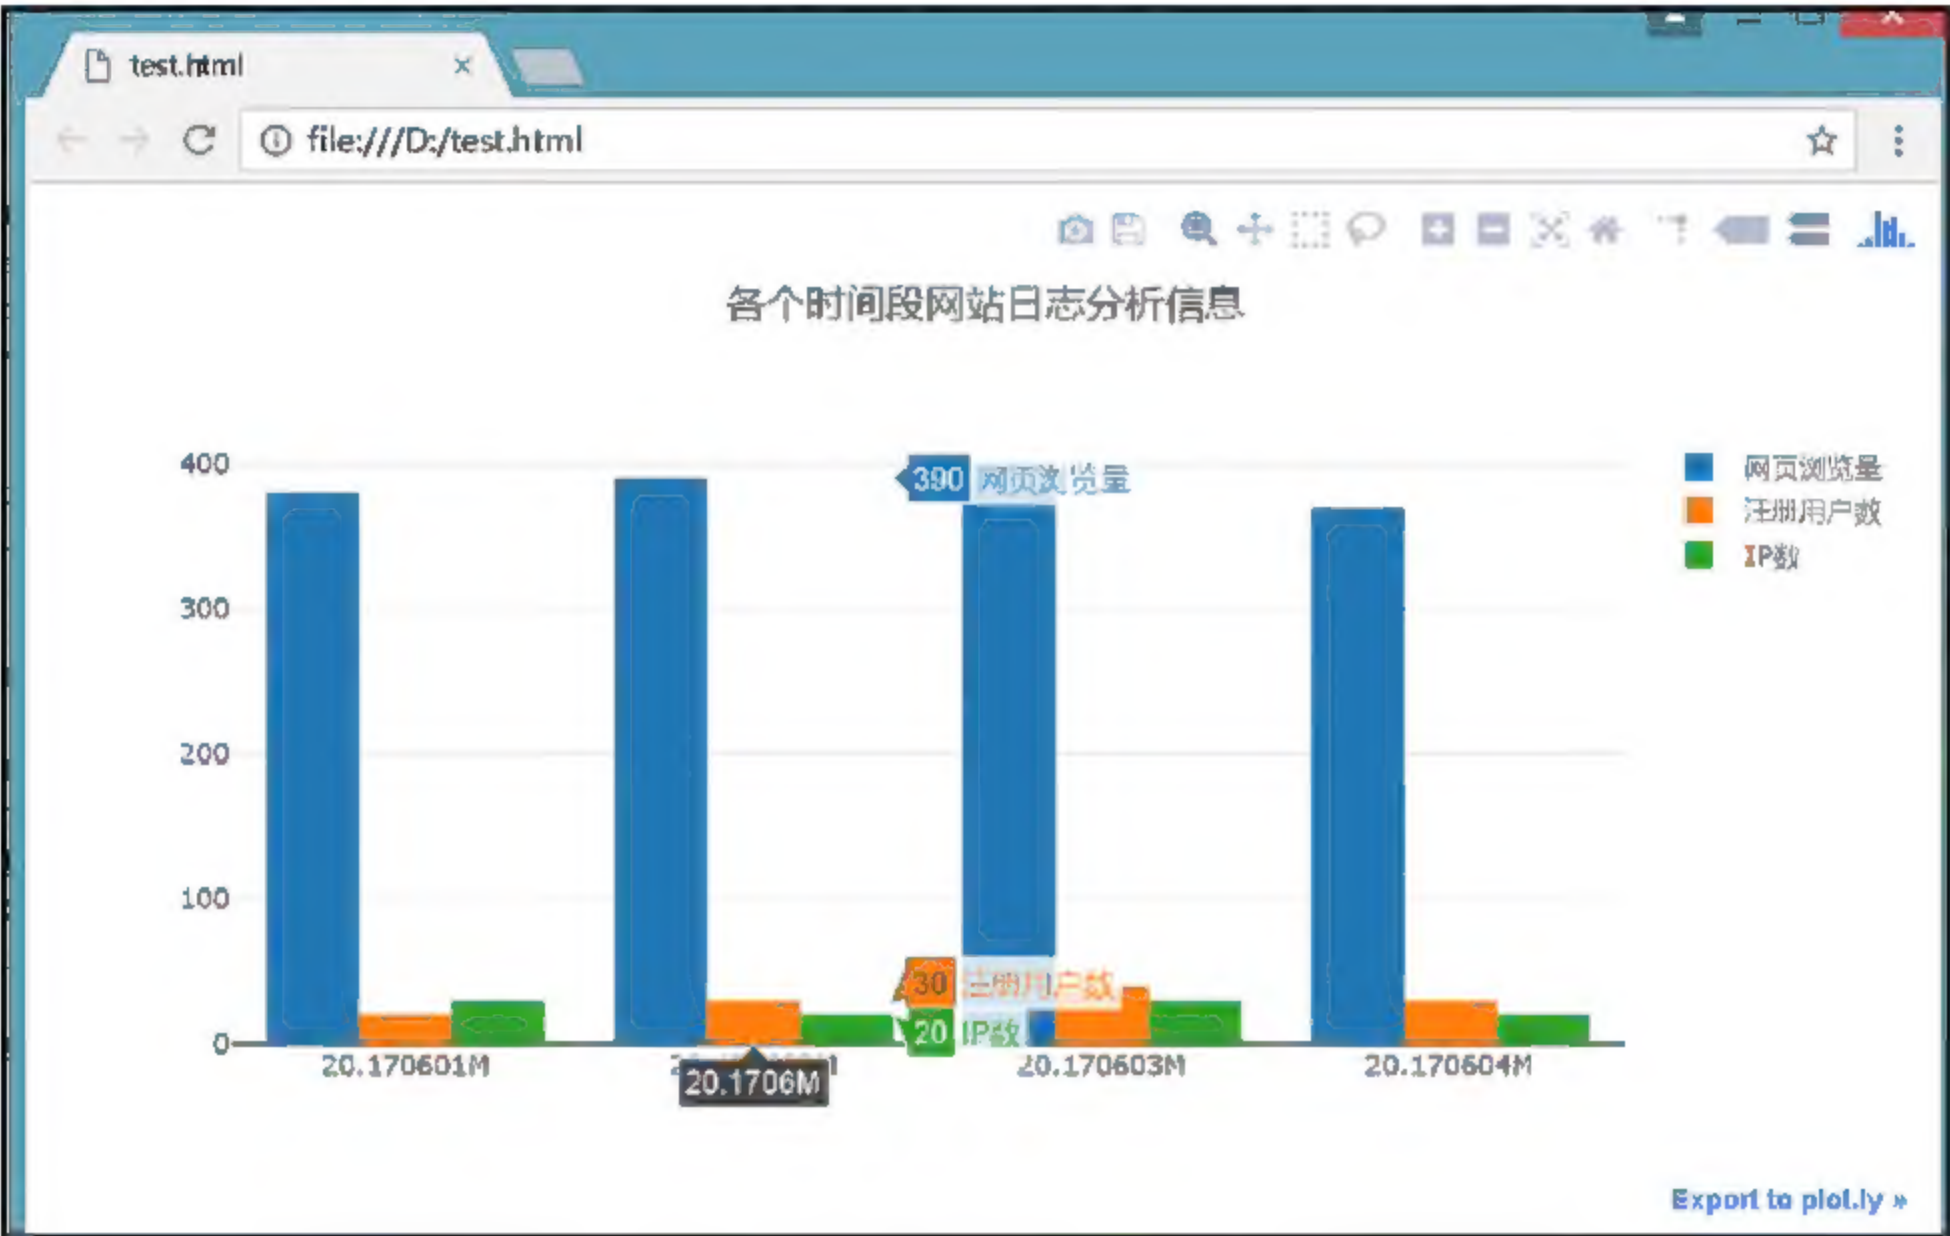 test.html
file:///D:/test.html
各个时间段网站日志分析信息
400
390 网页浏览量
网页浏览量
注册用户数
IP数
300
200
100
30 注册用户数
20 IP数
0
20.170601M
20.170603M
20.170604M
20.1706M
Export to plot.ly »